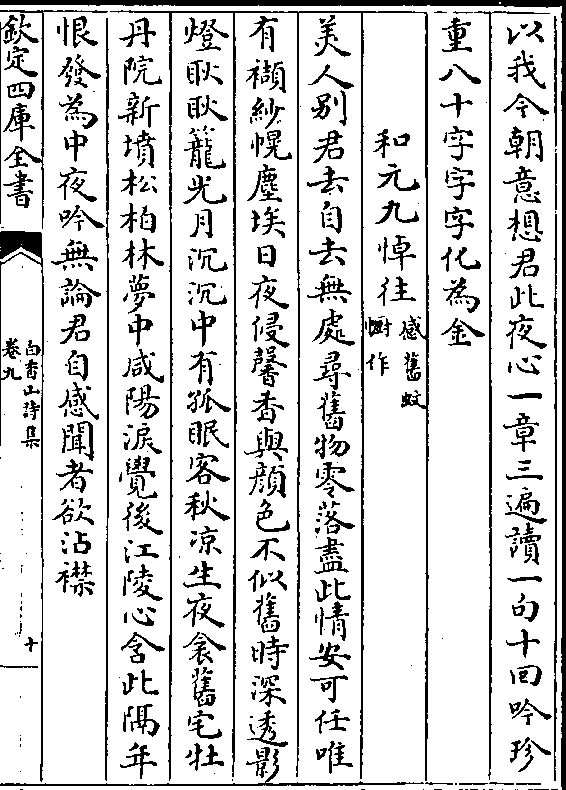 以我今朝意想君此夜心一章三遍讀一句十回吟珍
重八十字字字化為金
和元九悼往感舊蚊
㡡作
美人别君去自去無處尋舊物零落盡此情安可任唯
有襭紗幌塵埃日夜侵馨香與顔色不似舊時深透影
燈耿耿籠光月沉沉中有孤眠客秋凉生夜衾舊宅牡
丹院新墳松柏林夢中咸陽淚覺後江陵心含此隔年
恨發為中夜吟無論君自感聞者欲沾襟
欽定四庫全書
白香山詩集
卷九
十